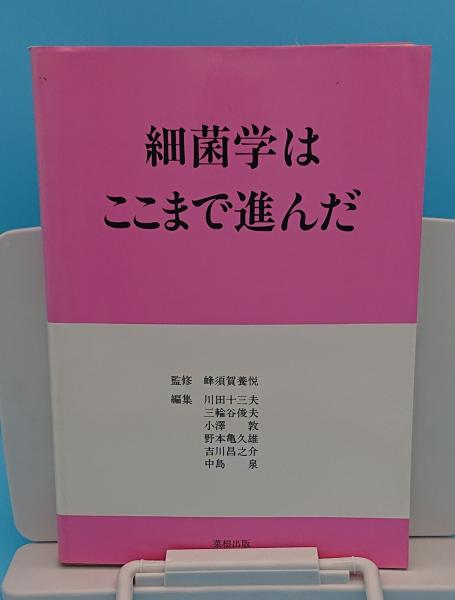 細菌学は
ここまで進んだ
監修 蜂須賀養悦
編集 川田十三夫
三輪谷俊夫
小澤 敦
野本亀久雄
吉川昌之介
中島 泉
菜根出版